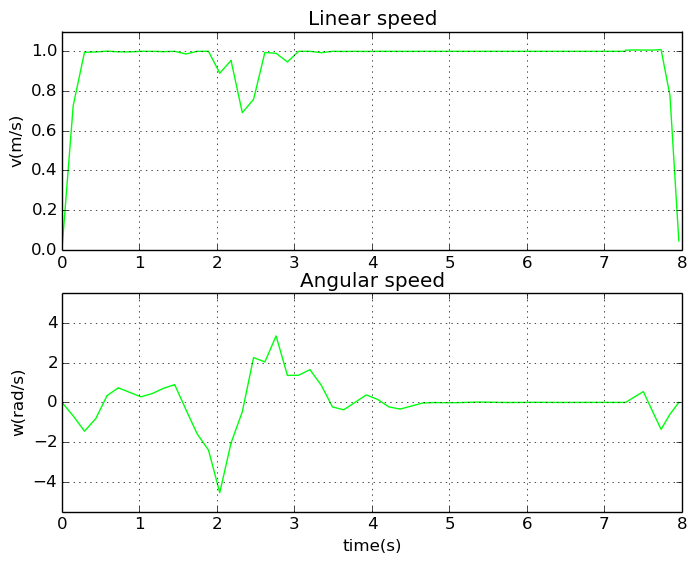 Linear speed
1.0
0.8
0.6
0.4
0.2
0.0
v(m/s)
0 1 2 3 4 5 6 7 8
Angular speed
4
2
0
−2
−4
w(rad/s)
0 1 2 3 4 5 6 7 8
time(s)